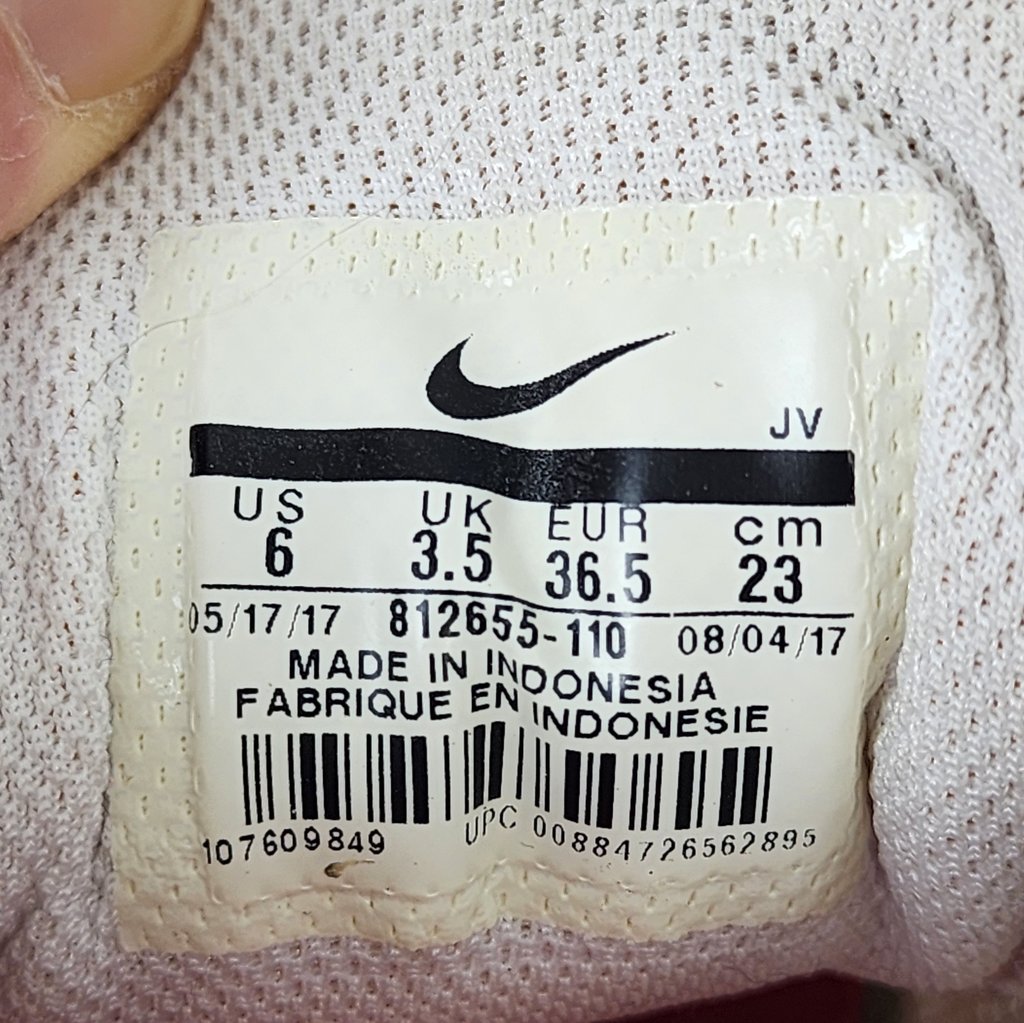 JV
US UK EUR cm
6 3.5 36.5 23
05/17/17 812655-110 08/04/17
MADE IN INDONESIA
FABRIQUE EN INDONESIE
107609849 UPC 00884726562895